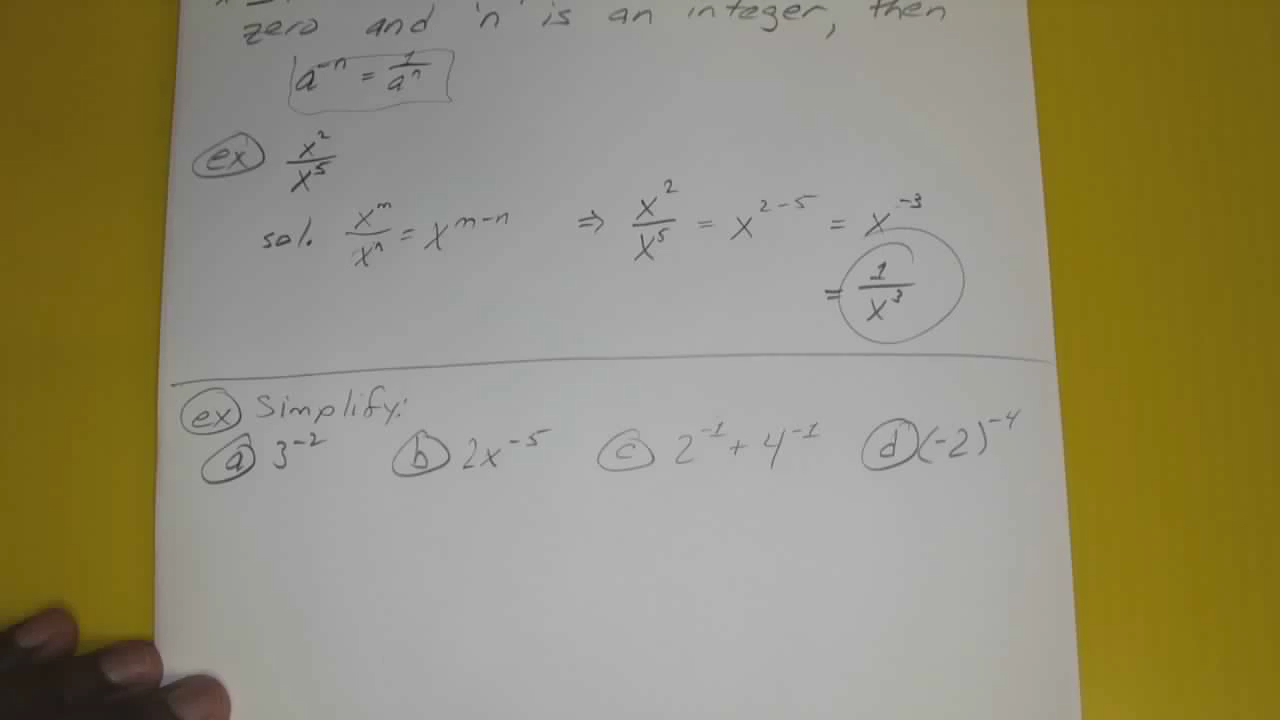 zero and 'n' is an integer, then
a⁻ⁿ = 1/aⁿ
ex x²/x⁵
sol. xᵐ/xⁿ = xᵐ⁻ⁿ ⇒ x²/x⁵ = x²⁻⁵ = x⁻³
= 1/x³
ex Simplify:
a 3⁻² b 2x⁻⁵ c 2⁻¹ + 4⁻¹ d (-2)⁻⁴